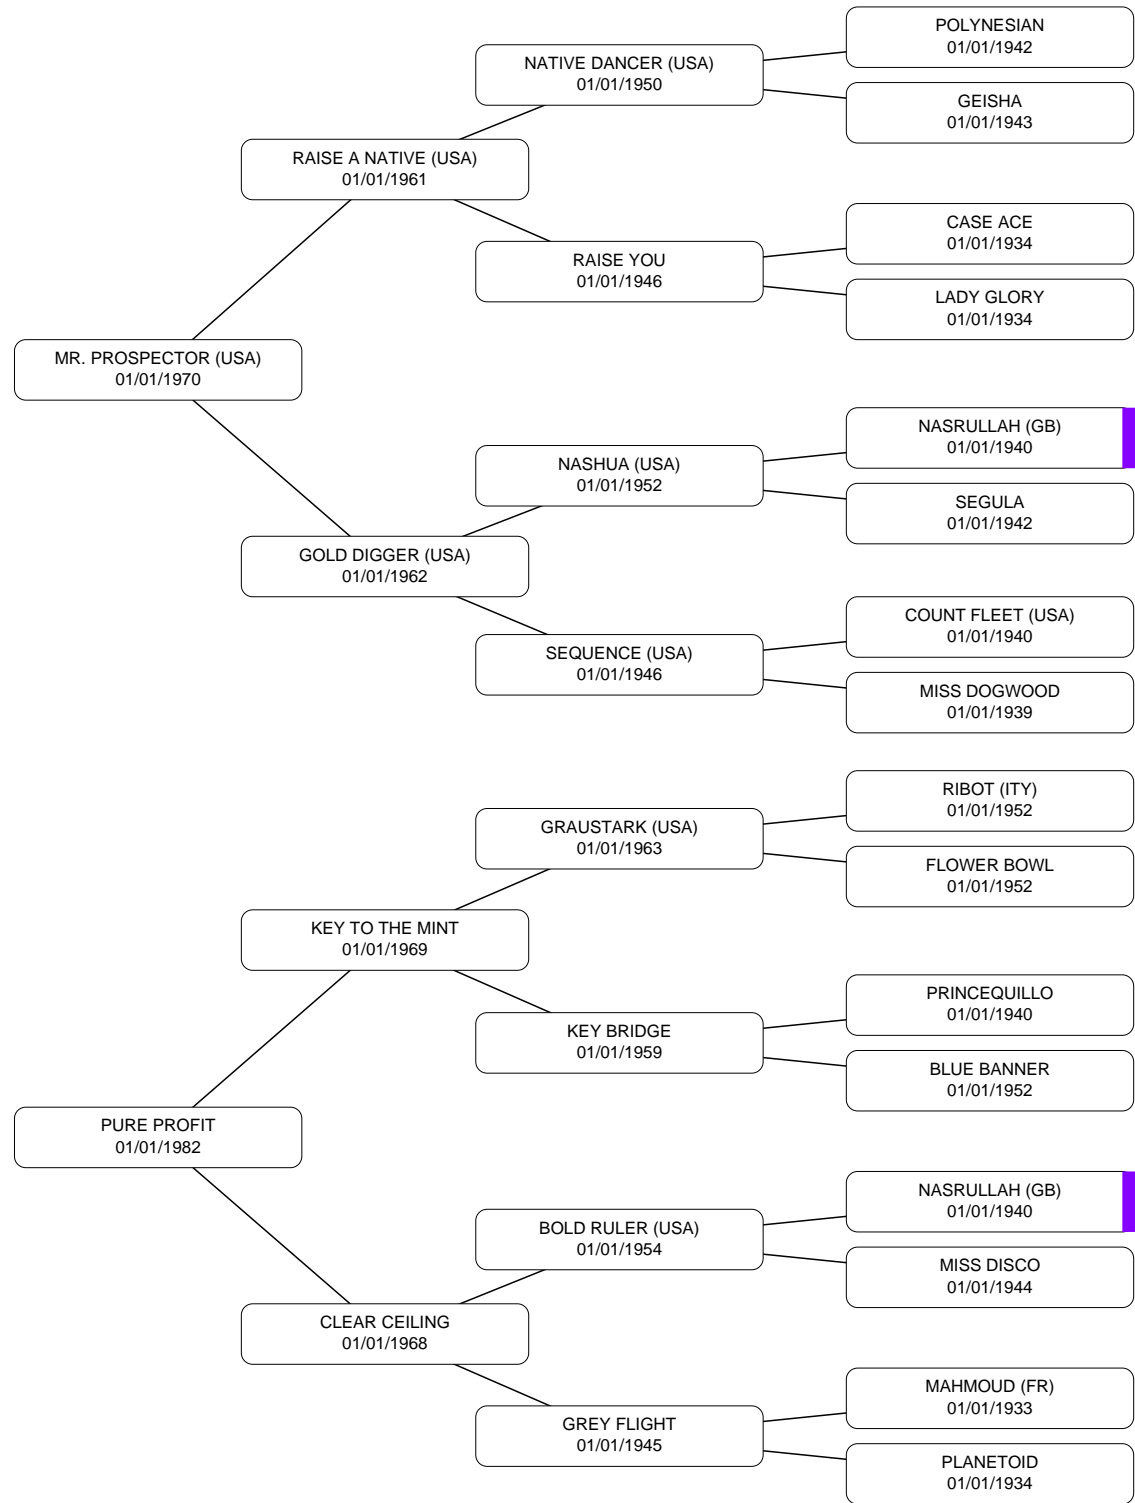 POLYNESIAN
01/01/1942
NATIVE DANCER (USA)
01/01/1950
GEISHA
01/01/1943
RAISE A NATIVE (USA)
01/01/1961
CASE ACE
01/01/1934
RAISE YOU
01/01/1946
LADY GLORY
01/01/1934
MR. PROSPECTOR (USA)
01/01/1970
NASRULLAH (GB)
01/01/1940
NASHUA (USA)
01/01/1952
SEGULA
01/01/1942
GOLD DIGGER (USA)
01/01/1962
COUNT FLEET (USA)
01/01/1940
SEQUENCE (USA)
01/01/1946
MISS DOGWOOD
01/01/1939
RIBOT (ITY)
01/01/1952
GRAUSTARK (USA)
01/01/1963
FLOWER BOWL
01/01/1952
KEY TO THE MINT
01/01/1969
PRINCEQUILLO
01/01/1940
KEY BRIDGE
01/01/1959
BLUE BANNER
01/01/1952
PURE PROFIT
01/01/1982
NASRULLAH (GB)
01/01/1940
BOLD RULER (USA)
01/01/1954
MISS DISCO
01/01/1944
CLEAR CEILING
01/01/1968
MAHMOUD (FR)
01/01/1933
GREY FLIGHT
01/01/1945
PLANETOID
01/01/1934